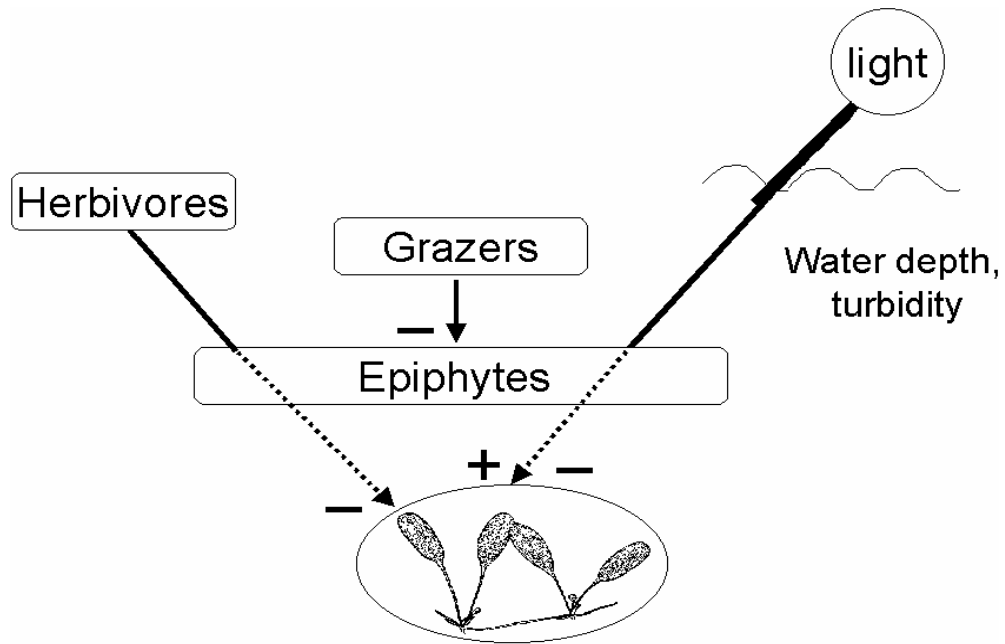 light
Herbivores
Grazers
Water depth,
turbidity
−
Epiphytes
+ −
−